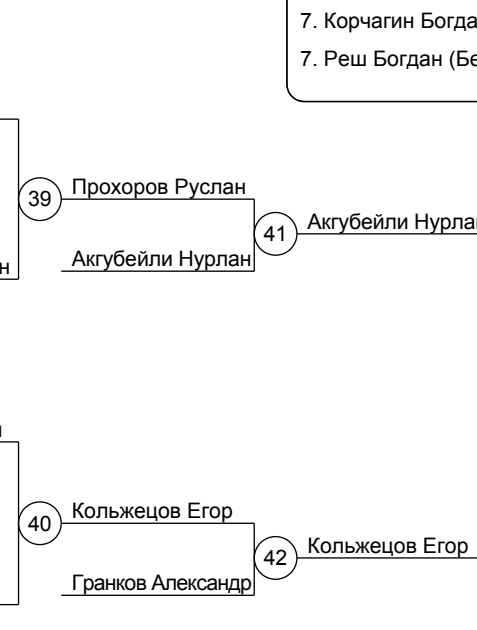 7. Корчагин Богда
7. Реш Богдан (Бе
39
Прохоров Руслан
41
Акгубейли Нурла
Акгубейли Нурлан
н
40
Кольжецов Егор
42
Кольжецов Егор
Гранков Александр